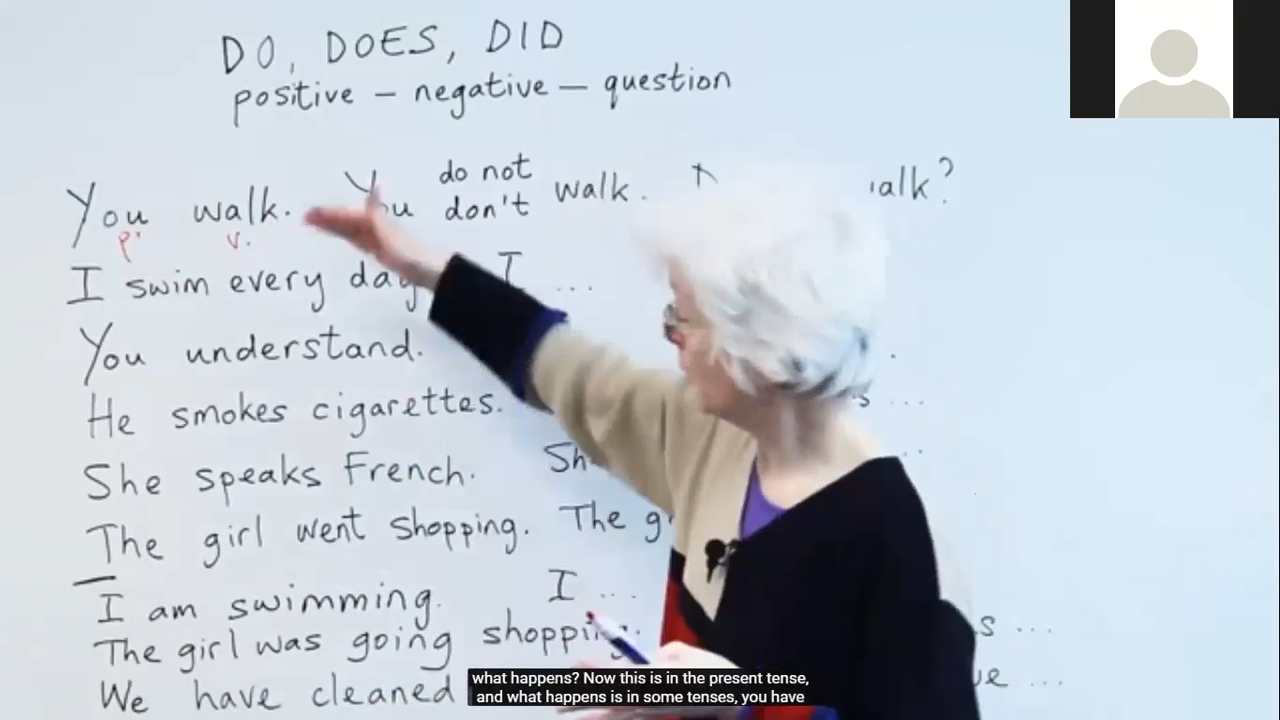 DO, DOES, DID
positive – negative – question
do not
You walk. You don't walk. alk?
p. v.
I swim every day I ...
You understand.
He smokes cigarettes. s ...
She speaks French. Sh
The girl went shopping. The g
I am swimming. I ...
The girl was going shopping. s ...
We have cleaned ve ...
what happens? Now this is in the present tense,
and what happens is in some tenses, you have